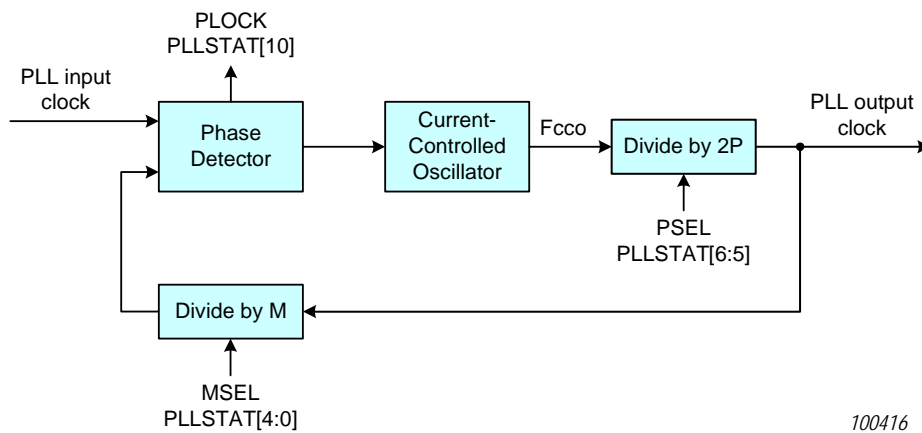 PLOCK
PLLSTAT[10]
PLL input
clock
Phase
Detector
Current-
Controlled
Oscillator
Fcco
Divide by 2P
PLL output
clock
PSEL
PLLSTAT[6:5]
Divide by M
MSEL
PLLSTAT[4:0]
100416